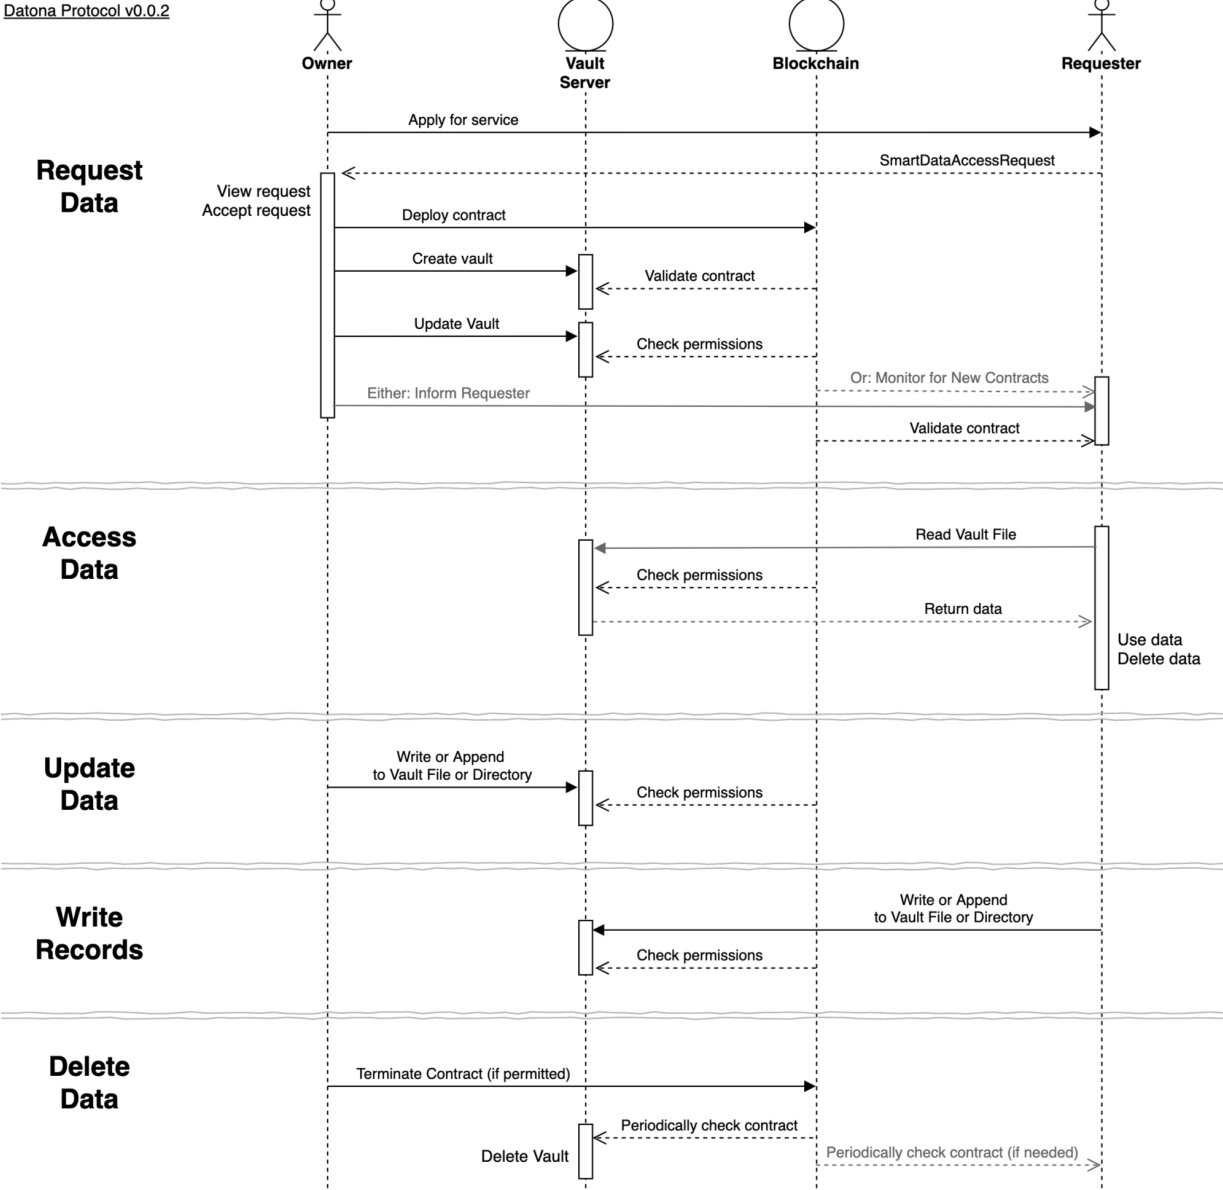 Datona Protocol v0.0.2
Owner
Vault
Server
Blockchain
Requester
Request
Data
Apply for service
SmartDataAccessRequest
View request
Accept request
Deploy contract
Create vault
Validate contract
Update Vault
Check permissions
Or: Monitor for New Contracts
Either: Inform Requester
Validate contract
Access
Data
Read Vault File
Check permissions
Return data
Use data
Delete data
Update
Data
Write or Append
to Vault File or Directory
Check permissions
Write
Records
Write or Append
to Vault File or Directory
Check permissions
Delete
Data
Terminate Contract (if permitted)
Periodically check contract
Delete Vault
Periodically check contract (if needed)